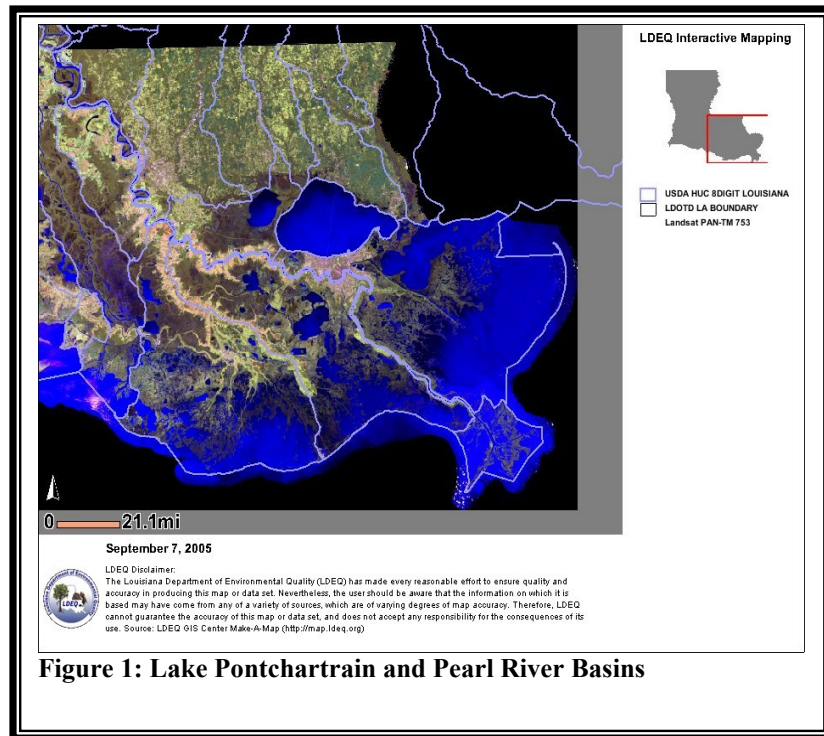 LDEQ Interactive Mapping
USDA HUC 8DIGIT LOUISIANA
LDOTD LA BOUNDARY
Landsat PAN-TM 753
0 21.1mi
September 7, 2005
LDEQ Disclaimer:
The Louisiana Department of Environmental Quality (LDEQ) has made every reasonable effort to ensure quality and
accuracy in producing this map or data set. Nevertheless, the user should be aware that the information on which it is
based may have come from any of a variety of sources, which are of varying degrees of map accuracy. Therefore, LDEQ
cannot guarantee the accuracy of this map or data set, and does not accept any responsibility for the consequences of its
use. Source: LDEQ GIS Center Make-A-Map (http://map.ldeq.org)
LDEQ
Figure 1: Lake Pontchartrain and Pearl River Basins